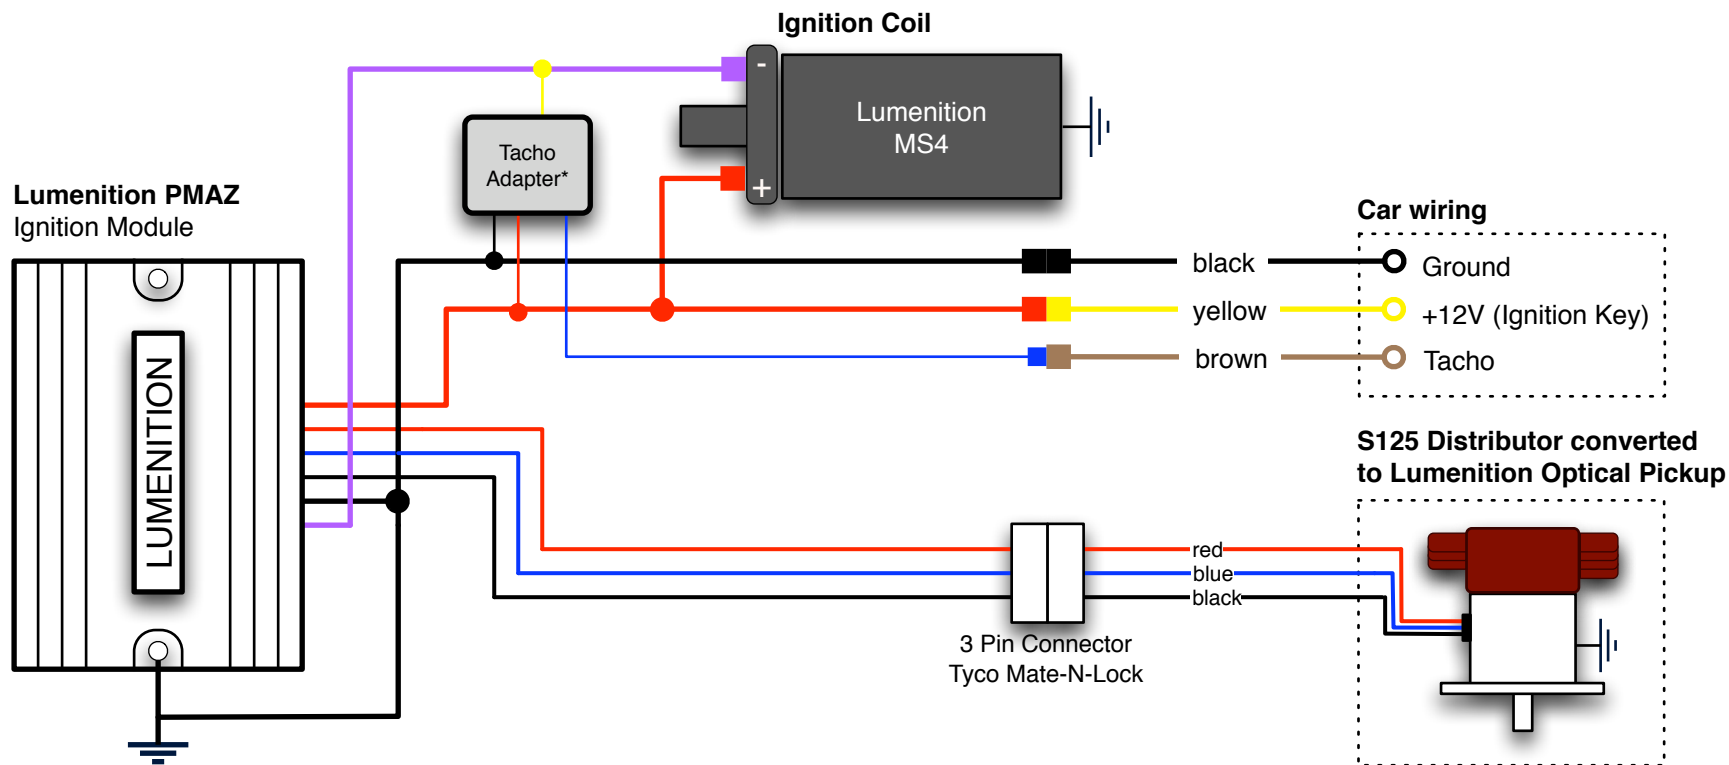 Ignition Coil
-
Lumenition
MS4
+
Tacho
Adapter*
Lumenition PMAZ
Ignition Module
LUMENITION
Car wiring
black
Ground
yellow
+12V (Ignition Key)
brown
Tacho
S125 Distributor converted
to Lumenition Optical Pickup
red
blue
black
3 Pin Connector
Tyco Mate-N-Lock